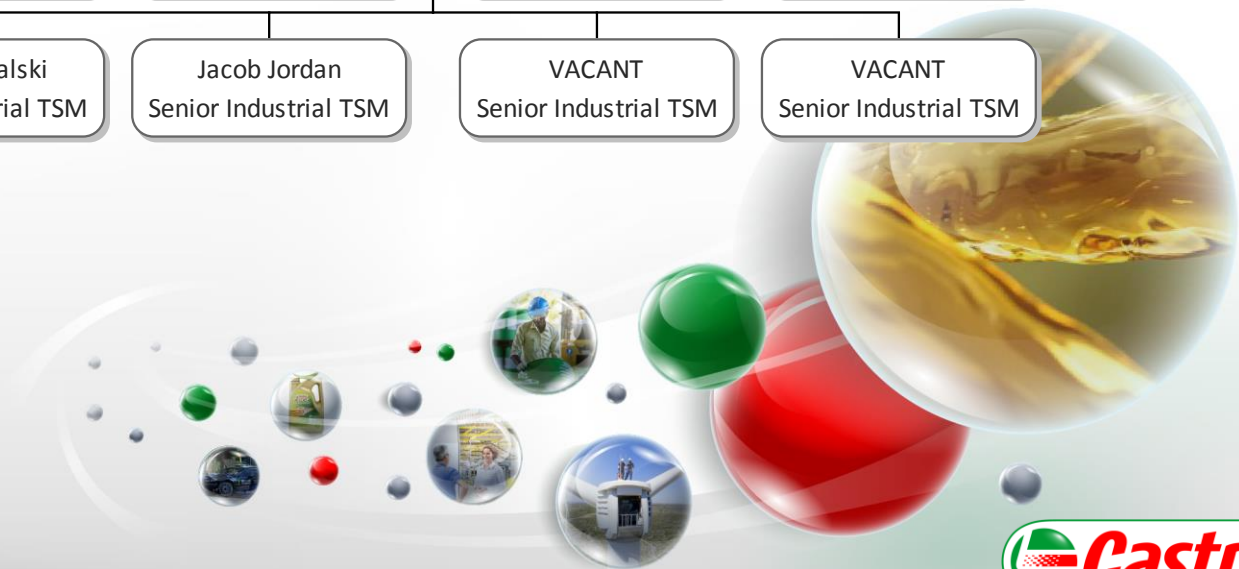 alski
rial TSM
Jacob Jordan
Senior Industrial TSM
VACANT
Senior Industrial TSM
VACANT
Senior Industrial TSM
Castr